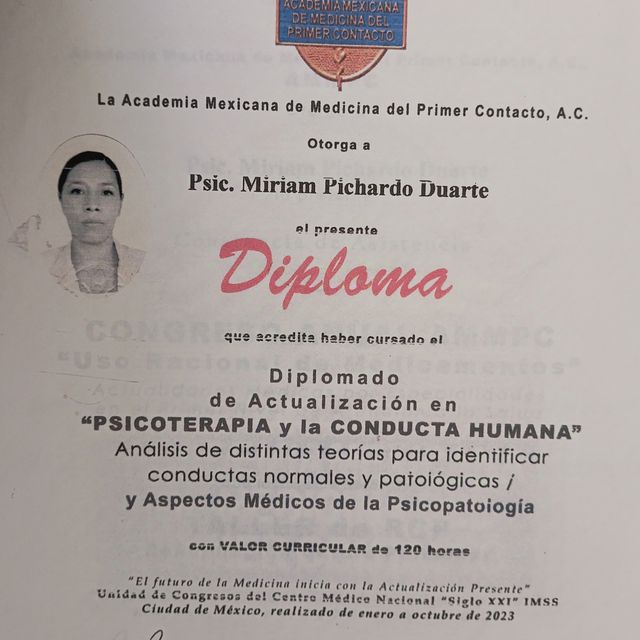 ACADEMIA MEXICANA
DE MEDICINA DEL
PRIMER CONTACTO
La Academia Mexicana de Medicina del Primer Contacto, A.C.
Otorga a
Psic. Miriam Pichardo Duarte
el presente
Diploma
que acredita haber cursado el
Diplomado
de Actualización en
“PSICOTERAPIA y la CONDUCTA HUMANA”
Análisis de distintas teorías para identificar
conductas normales y patológicas /
y Aspectos Médicos de la Psicopatología
con VALOR CURRICULAR de 120 horas
"El futuro de la Medicina inicia con la Actualización Presente"
Unidad de Congresos del Centro Médico Nacional "Siglo XXI" IMSS
Ciudad de México, realizado de enero a octubre de 2023